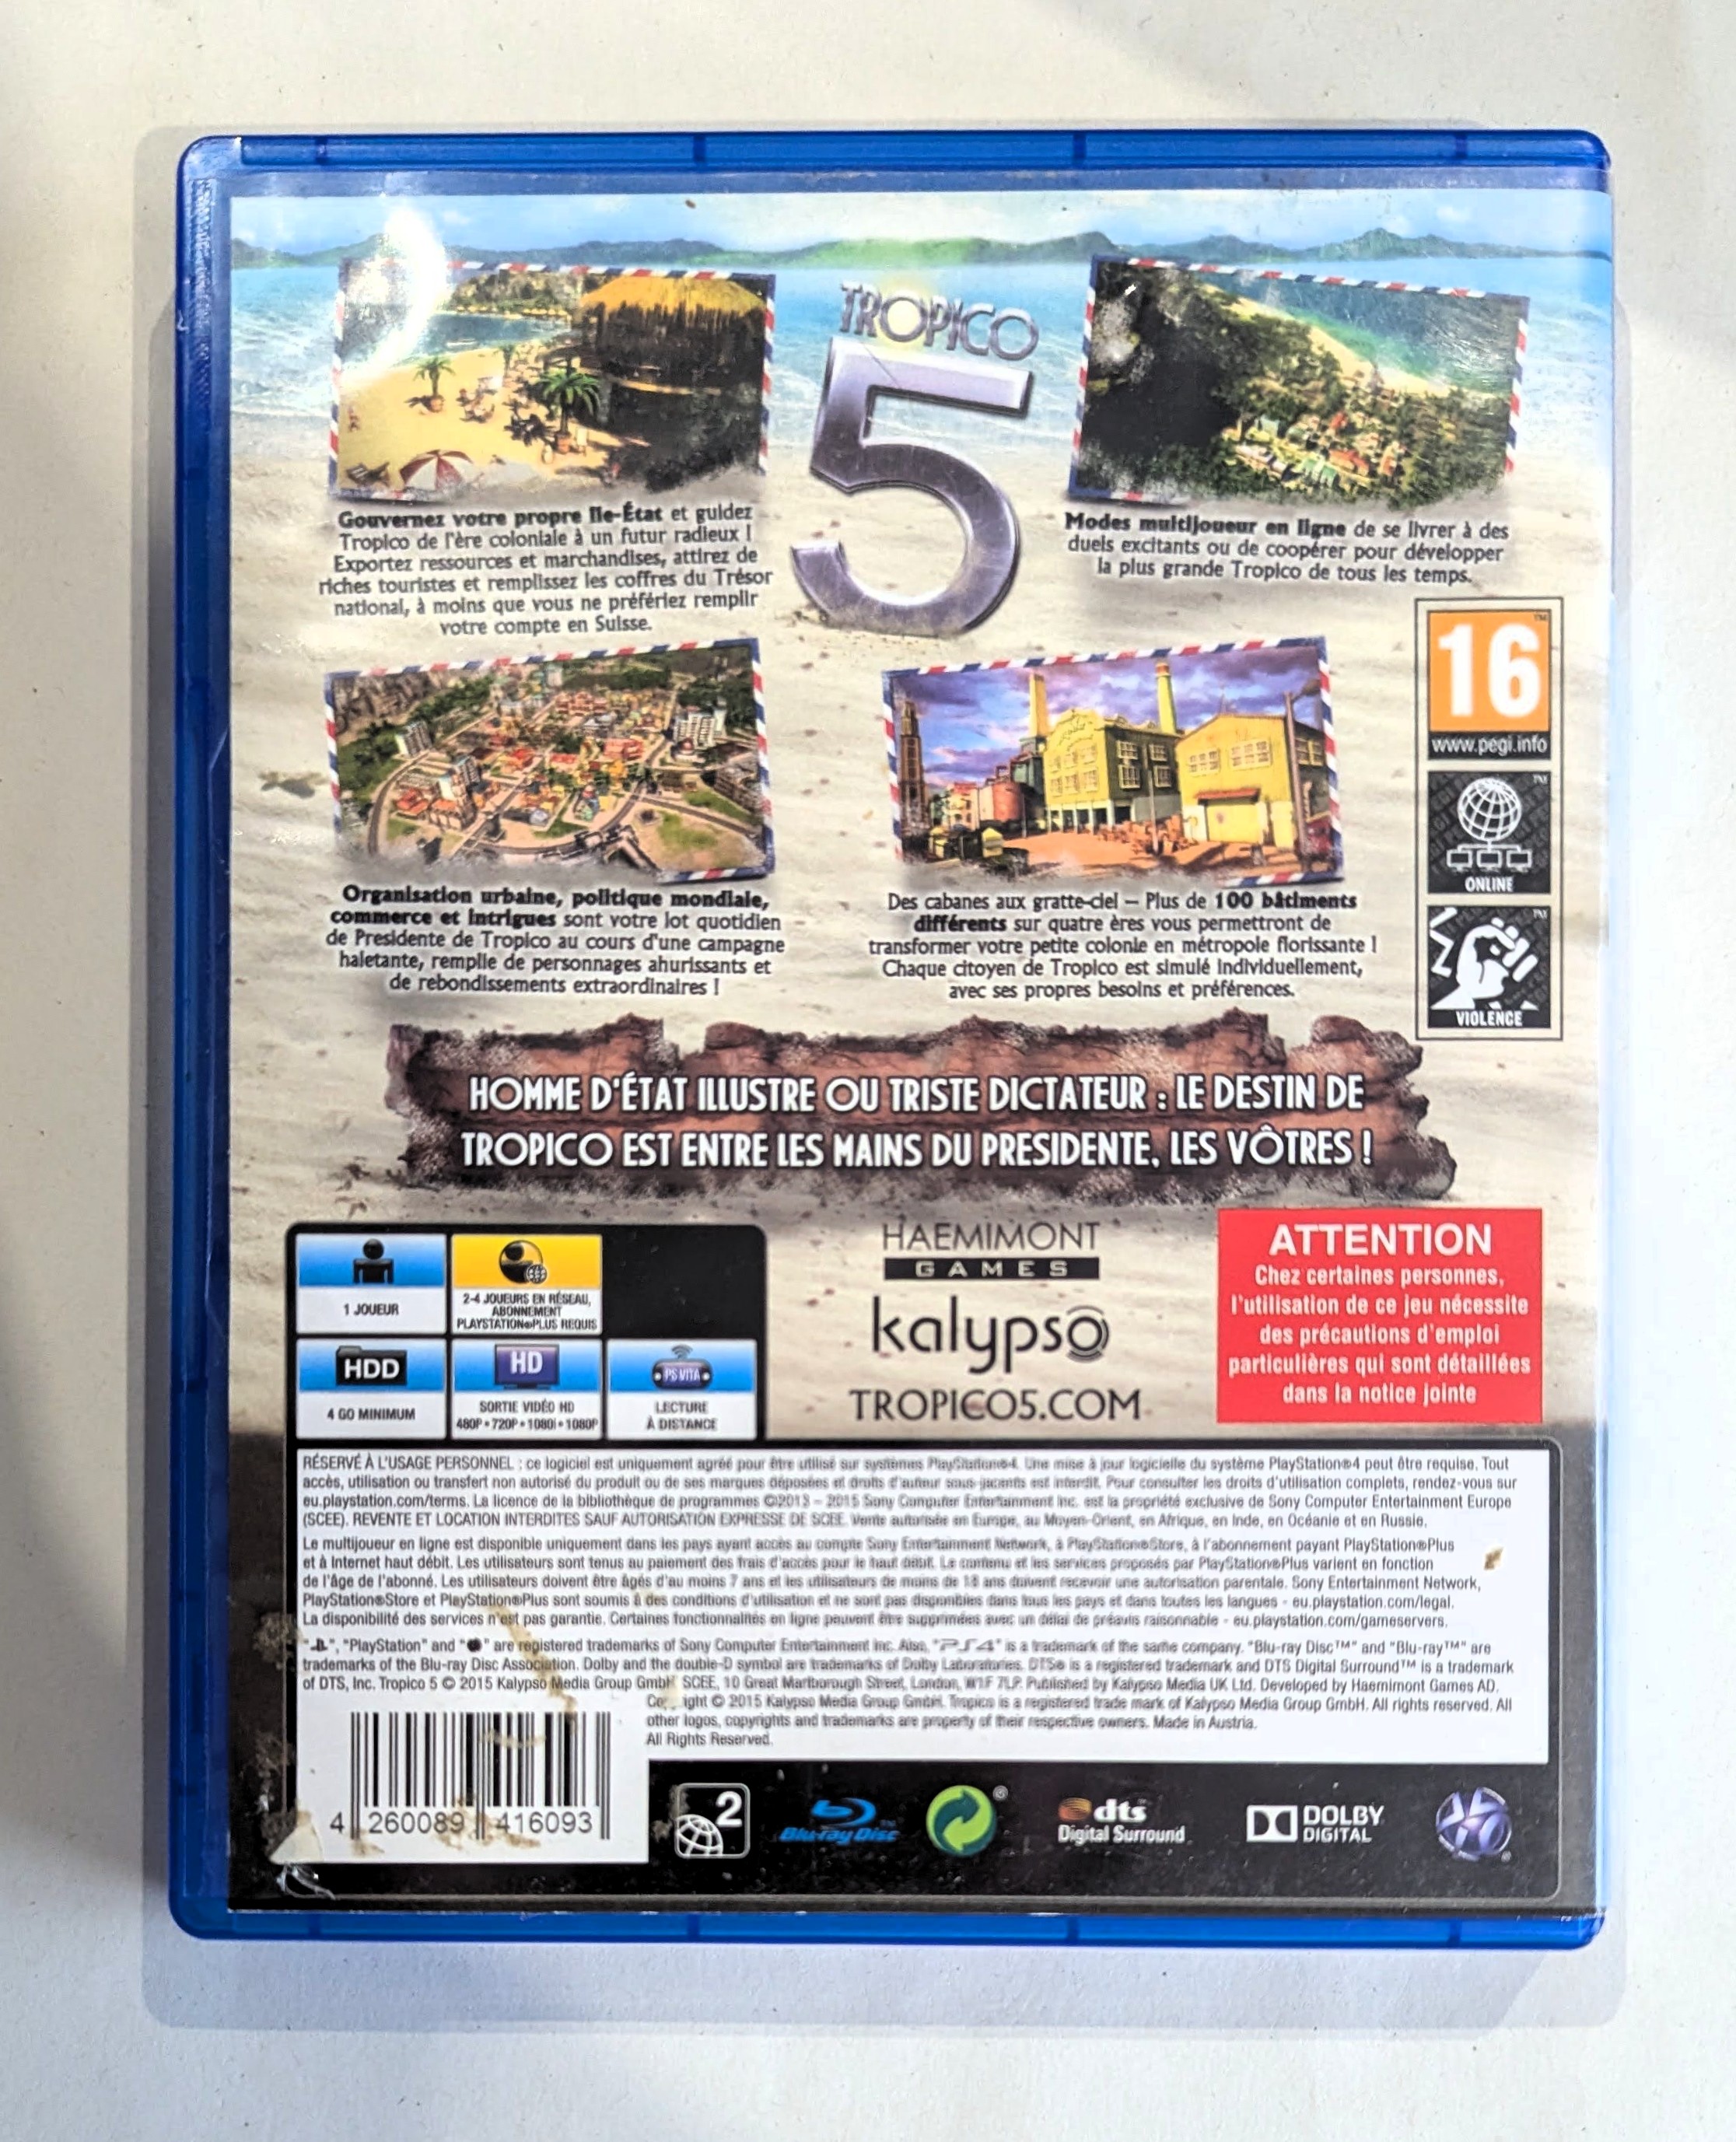 TROPICO
5
Gouvernez votre propre Ile-État et guidez
Tropico de l'ère coloniale à un futur radieux !
Exportez ressources et marchandises, attirez de
riches touristes et remplissez les coffres du Trésor
national, à moins que vous ne préfériez remplir
votre compte en Suisse.
Modes multijoueur en ligne de se livrer à des
duels excitants ou de coopérer pour développer
la plus grande Tropico de tous les temps.
Organisation urbaine, politique mondiale,
commerce et intrigues sont votre lot quotidien
de Presidente de Tropico au cours d'une campagne
haletante, remplie de personnages ahurissants et
de rebondissements extraordinaires !
Des cabanes aux gratte-ciel – Plus de 100 bâtiments
différents sur quatre ères vous permettront de
transformer votre petite colonie en métropole florissante !
Chaque citoyen de Tropico est simulé individuellement,
avec ses propres besoins et préférences.
16
www.pegi.info
ONLINE
VIOLENCE
HOMME D'ÉTAT ILLUSTRE OU TRISTE DICTATEUR : LE DESTIN DE
TROPICO EST ENTRE LES MAINS DU PRESIDENTE, LES VÔTRES !
1 JOUEUR
2-4 JOUEURS EN RÉSEAU,
ABONNEMENT
PLAYSTATION®PLUS REQUIS
HDD
4 GO MINIMUM
HD
SORTIE VIDÉO HD
480P • 720P • 1080i • 1080P
PS VITA
LECTURE
À DISTANCE
HAEMIMONT
GAMES
kalypso
TROPICO5.COM
ATTENTION
Chez certaines personnes,
l'utilisation de ce jeu nécessite
des précautions d'emploi
particulières qui sont détaillées
dans la notice jointe
RÉSERVÉ À L'USAGE PERSONNEL : ce logiciel est uniquement agréé pour être utilisé sur systèmes PlayStation®4. Une mise à jour logicielle du système PlayStation®4 peut être requise. Tout
accès, utilisation ou transfert non autorisé du produit ou de ses marques déposées et droits d'auteur sous-jacents est interdit. Pour consulter les droits d'utilisation complets, rendez-vous sur
eu.playstation.com/terms. La licence de la bibliothèque de programmes ©2013 – 2015 Sony Computer Entertainment Inc. est la propriété exclusive de Sony Computer Entertainment Europe
(SCEE). REVENTE ET LOCATION INTERDITES SAUF AUTORISATION EXPRESSE DE SCEE. Vente autorisée en Europe, au Moyen-Orient, en Afrique, en Inde, en Océanie et en Russie.
Le multijoueur en ligne est disponible uniquement dans les pays ayant accès au compte Sony Entertainment Network, à PlayStation®Store, à l'abonnement payant PlayStation®Plus
et à Internet haut débit. Les utilisateurs sont tenus au paiement des frais d'accès pour le haut débit. Le contenu et les services proposés par PlayStation®Plus varient en fonction
de l'âge de l'abonné. Les utilisateurs doivent être âgés d'au moins 7 ans et les utilisateurs de moins de 18 ans doivent recevoir une autorisation parentale. Sony Entertainment Network,
PlayStation®Store et PlayStation®Plus sont soumis à des conditions d'utilisation et ne sont pas disponibles dans tous les pays et dans toutes les langues - eu.playstation.com/legal.
La disponibilité des services n'est pas garantie. Certaines fonctionnalités en ligne peuvent être supprimées avec un délai de préavis raisonnable - eu.playstation.com/gameservers.
"", "PlayStation" and "" are registered trademarks of Sony Computer Entertainment Inc. Also, "PS4" is a trademark of the same company. "Blu-ray Disc™" and "Blu-ray™" are
trademarks of the Blu-ray Disc Association. Dolby and the double-D symbol are trademarks of Dolby Laboratories. DTS® is a registered trademark and DTS Digital Surround™ is a trademark
of DTS, Inc. Tropico 5 © 2015 Kalypso Media Group GmbH. SCEE, 10 Great Marlborough Street, London, W1F 7LP. Published by Kalypso Media UK Ltd. Developed by Haemimont Games AD.
© 2015 Kalypso Media Group GmbH. Tropico is a registered trade mark of Kalypso Media Group GmbH. All rights reserved. All
other logos, copyrights and trademarks are property of their respective owners. Made in Austria.
All Rights Reserved.
4 260089 416093
2
Blu-ray Disc
dts
Digital Surround
DOLBY
DIGITAL